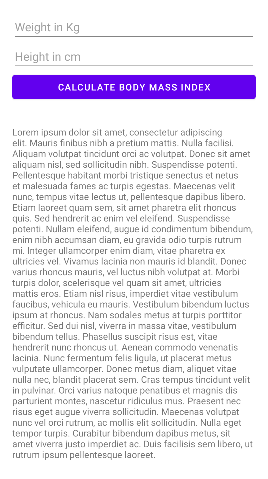 Weight in Kg
Height in cm
CALCULATE BODY MASS INDEX
Lorem ipsum dolor sit amet, consectetur adipiscing
elit. Mauris finibus nibh a pretium mattis. Nulla facilisi.
Aliquam volutpat tincidunt orci ac volutpat. Donec sit amet
aliquam nisl, sed sollicitudin nibh. Suspendisse potenti.
Pellentesque habitant morbi tristique senectus et netus
et malesuada fames ac turpis egestas. Maecenas velit
nunc, tempus vitae lectus ut, pellentesque dapibus libero.
Etiam laoreet quam sem, sit amet pharetra elit rhoncus
quis. Sed hendrerit ac enim vel eleifend. Suspendisse
potenti. Nullam eleifend, augue id condimentum bibendum,
enim nibh accumsan diam, eu gravida odio turpis rutrum
mi. Integer ullamcorper enim diam, vitae pharetra ex
ultricies vel. Vivamus lacinia non mauris id blandit. Donec
varius rhoncus mauris, vel luctus nibh volutpat at. Morbi
turpis dolor, scelerisque vel quam sit amet, ultricies
mattis eros. Etiam nisl risus, imperdiet vitae vestibulum
faucibus, vehicula eu mauris. Vestibulum bibendum luctus
ipsum at rhoncus. Nam sodales metus at turpis porttitor
efficitur. Sed dui nisl, viverra in massa vitae, vestibulum
bibendum tellus. Phasellus suscipit risus est, vitae
hendrerit nunc rhoncus ut. Aenean commodo venenatis
lacinia. Nunc fermentum felis ligula, ut placerat metus
vulputate ullamcorper. Donec metus diam, aliquet vitae
nulla nec, blandit placerat sem. Cras tempus tincidunt velit
in pulvinar. Orci varius natoque penatibus et magnis dis
parturient montes, nascetur ridiculus mus. Praesent nec
risus eget augue viverra sollicitudin. Maecenas volutpat
nunc vel orci rutrum, ac mollis elit sollicitudin. Nulla eget
tempor turpis. Curabitur bibendum dapibus metus, sit
amet viverra justo imperdiet ac. Duis facilisis sem libero, ut
rutrum ipsum pellentesque laoreet.